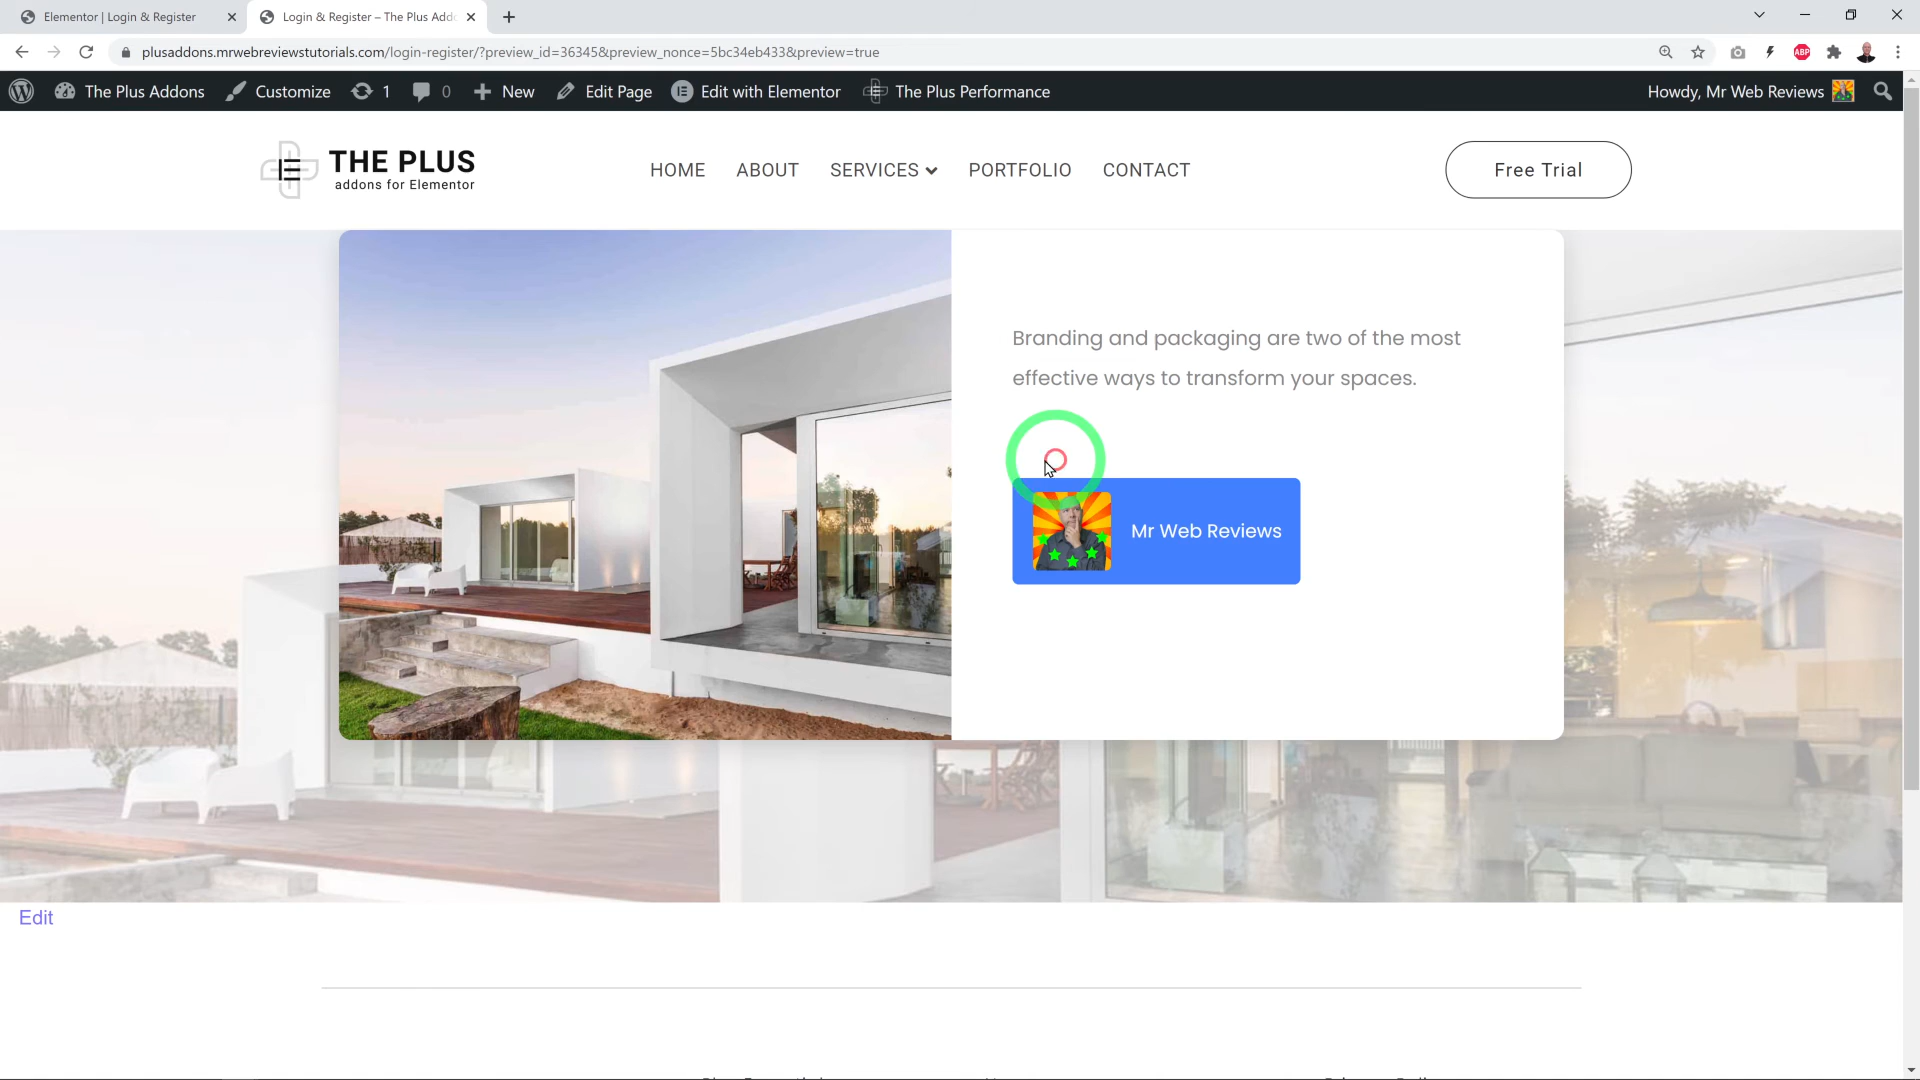 Elementor | Login & Register
Login & Register – The Plus Addo
plusaddons.mrwebreviewstutorials.com/login-register/?preview_id=36345&preview_nonce=5bc34eb433&preview=true
ABP
The Plus Addons
Customize
1
0
New
Edit Page
Edit with Elementor
The Plus Performance
Howdy, Mr Web Reviews
THE PLUS
addons for Elementor
HOME
ABOUT
SERVICES
PORTFOLIO
CONTACT
Free Trial
Branding and packaging are two of the most
effective ways to transform your spaces.
Mr Web Reviews
Edit